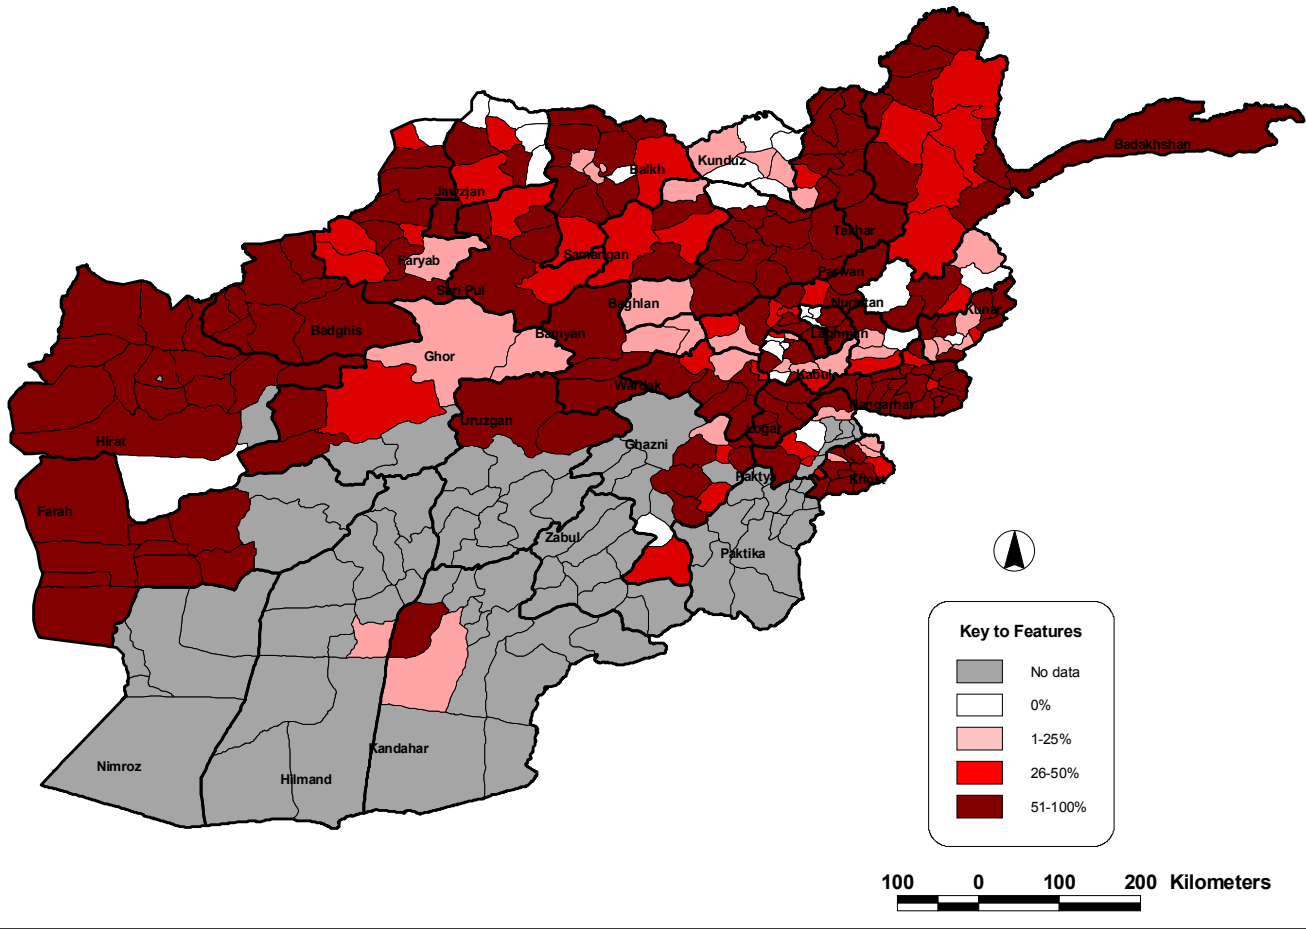 Badakhshan
Kunduz
Balkh
Jawzjan
Takhar
Faryab
Samangan
Parwan
Sari Pul
Baghlan
Nuristan
Kunar
Badghis
Bamyan
Laghman
Ghor
Kabul
Wardak
Nangarhar
Uruzgan
Logar
Hirat
Ghazni
Paktya
Khost
Farah
Zabul
Paktika
Kandahar
Nimroz
Hilmand
Key to Features
No data
0%
1-25%
26-50%
51-100%
100 0 100 200 Kilometers